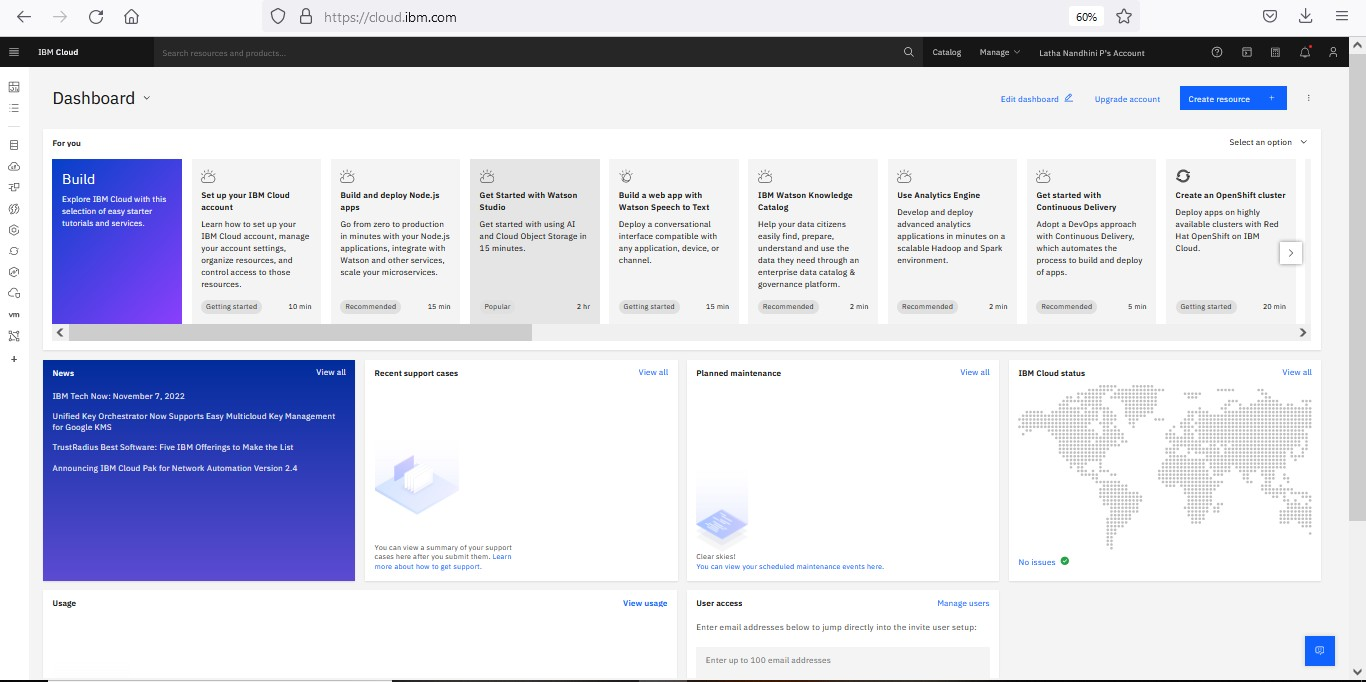 https://cloud.ibm.com
60%
IBM Cloud
Search resources and products...
Catalog
Manage
Latha Nandhini P's Account
Dashboard
Edit dashboard
Upgrade account
Create resource +
For you
Select an option
Build
Explore IBM Cloud with this
selection of easy starter
tutorials and services.
Set up your IBM Cloud
account
Learn how to set up your
IBM Cloud account, manage
your account settings,
organize resources, and
control access to those
resources.
Getting started
10 min
Build and deploy Node.js
apps
Go from zero to production
in minutes with your Node.js
applications, integrate with
Watson and other services,
scale your microservices.
Recommended
15 min
Get Started with Watson
Studio
Get started with using AI
and Cloud Object Storage in
15 minutes.
Popular
2 hr
Build a web app with
Watson Speech to Text
Deploy a conversational
interface compatible with
any application, device, or
channel.
Getting started
15 min
IBM Watson Knowledge
Catalog
Help your data citizens
easily find, prepare,
understand and use the
data they need through an
enterprise data catalog &
governance platform.
Recommended
2 min
Use Analytics Engine
Develop and deploy
advanced analytics
applications in minutes on a
scalable Hadoop and Spark
environment.
Recommended
2 min
Get started with
Continuous Delivery
Adopt a DevOps approach
with Continuous Delivery,
which automates the
process to build and deploy
of apps.
Recommended
5 min
Create an OpenShift cluster
Deploy apps on highly
available clusters with Red
Hat OpenShift on IBM
Cloud.
Getting started
20 min
vm
News
View all
IBM Tech Now: November 7, 2022
Unified Key Orchestrator Now Supports Easy Multicloud Key Management
for Google KMS
TrustRadius Best Software: Five IBM Offerings to Make the List
Announcing IBM Cloud Pak for Network Automation Version 2.4
Recent support cases
View all
You can view a summary of your support
cases here after you submit them. Learn
more about how to get support.
Planned maintenance
View all
Clear skies!
You can view your scheduled maintenance events here.
IBM Cloud status
View all
No issues
Usage
View usage
User access
Manage users
Enter email addresses below to jump directly into the invite user setup:
Enter up to 100 email addresses